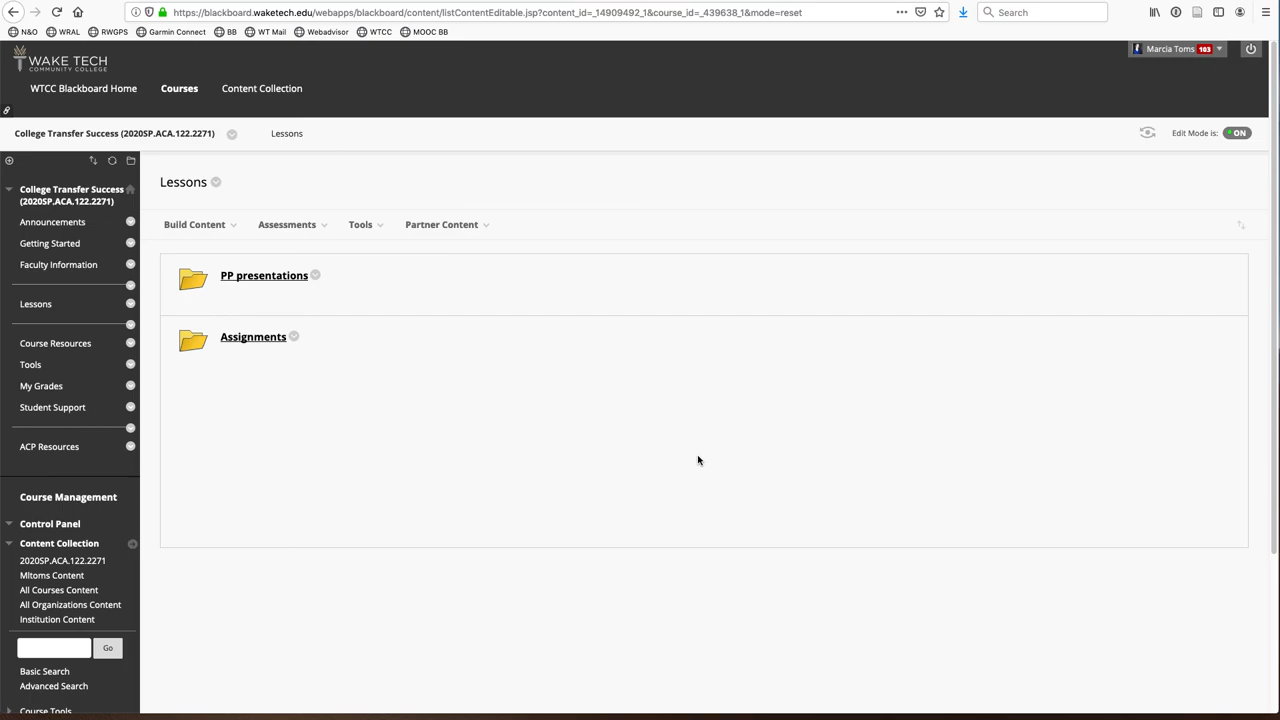 https://blackboard.waketech.edu/webapps/blackboard/content/listContentEditable.jsp?content_id=_14909492_1&course_id=_439638_1&mode=reset
Search
N&O WRAL RWGPS Garmin Connect BB WT Mail Webadvisor WTCC MOOC BB
WAKE TECH
COMMUNITY COLLEGE
Marcia Toms 103
WTCC Blackboard Home Courses Content Collection
College Transfer Success (2020SP.ACA.122.2271) Lessons Edit Mode is: ON
College Transfer Success
(2020SP.ACA.122.2271)
Announcements
Getting Started
Faculty Information
Lessons
Course Resources
Tools
My Grades
Student Support
ACP Resources
Course Management
Control Panel
Content Collection
2020SP.ACA.122.2271
Mltoms Content
All Courses Content
All Organizations Content
Institution Content
Go
Basic Search
Advanced Search
Course Tools
Lessons
Build Content Assessments Tools Partner Content
PP presentations
Assignments